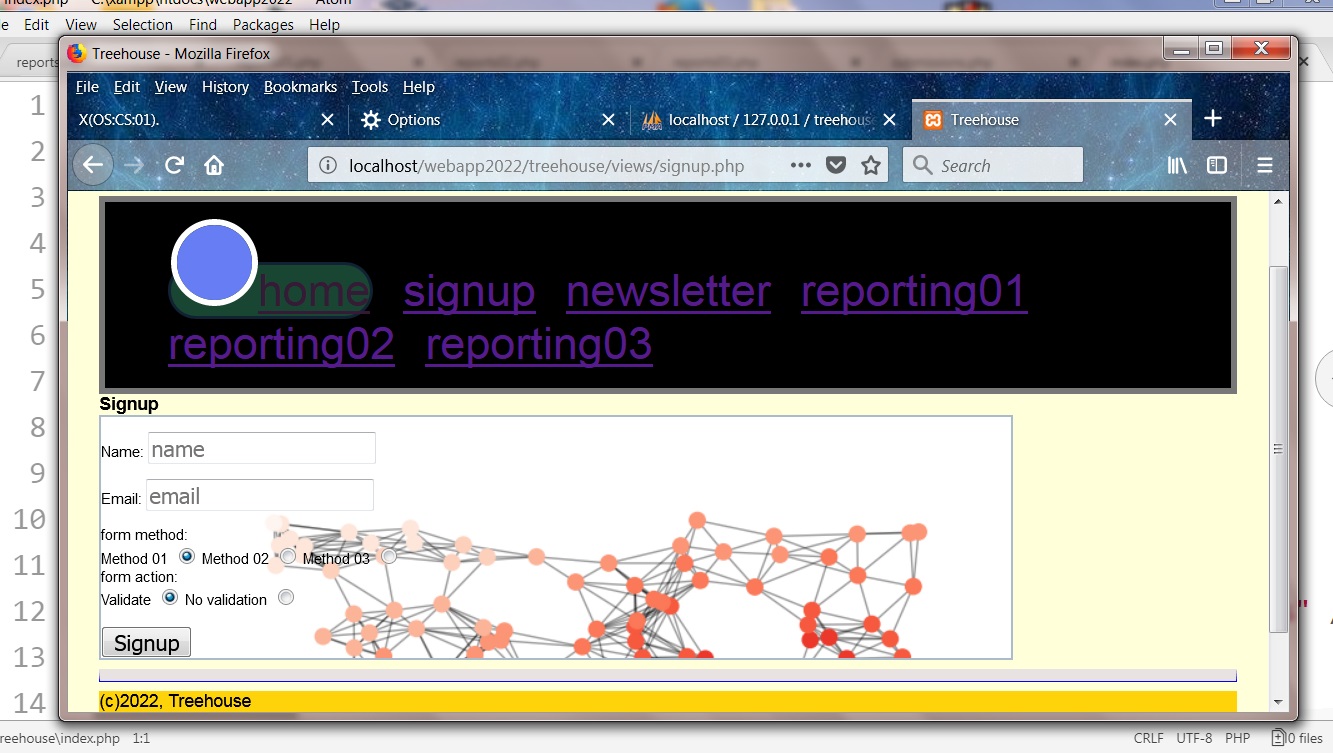 index.php — C:\xampp\htdocs\webapp2022 — Atom
Edit View Selection Find Packages Help
reports
Treehouse - Mozilla Firefox
File Edit View History Bookmarks Tools Help
X(OS:CS:01). Options localhost / 127.0.0.1 / treehouse Treehouse
localhost/webapp2022/treehouse/views/signup.php Search
home signup newsletter reporting01
reporting02 reporting03
Signup
Name: name
Email: email
form method:
Method 01 Method 02 Method 03
form action:
Validate No validation
Signup
(c)2022, Treehouse
1
2
3
4
5
6
7
8
9
10
11
12
13
14
reehouse\index.php 1:1 CRLF UTF-8 PHP 0 files